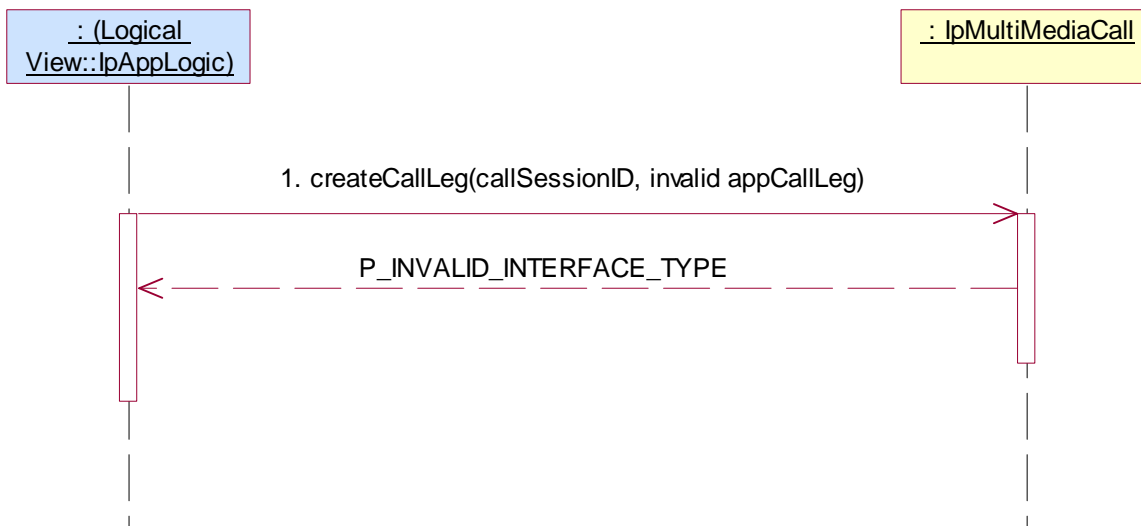 : (Logical
View::IpAppLogic)
: IpMultiMediaCall
1. createCallLeg(callSessionID, invalid appCallLeg)
P_INVALID_INTERFACE_TYPE